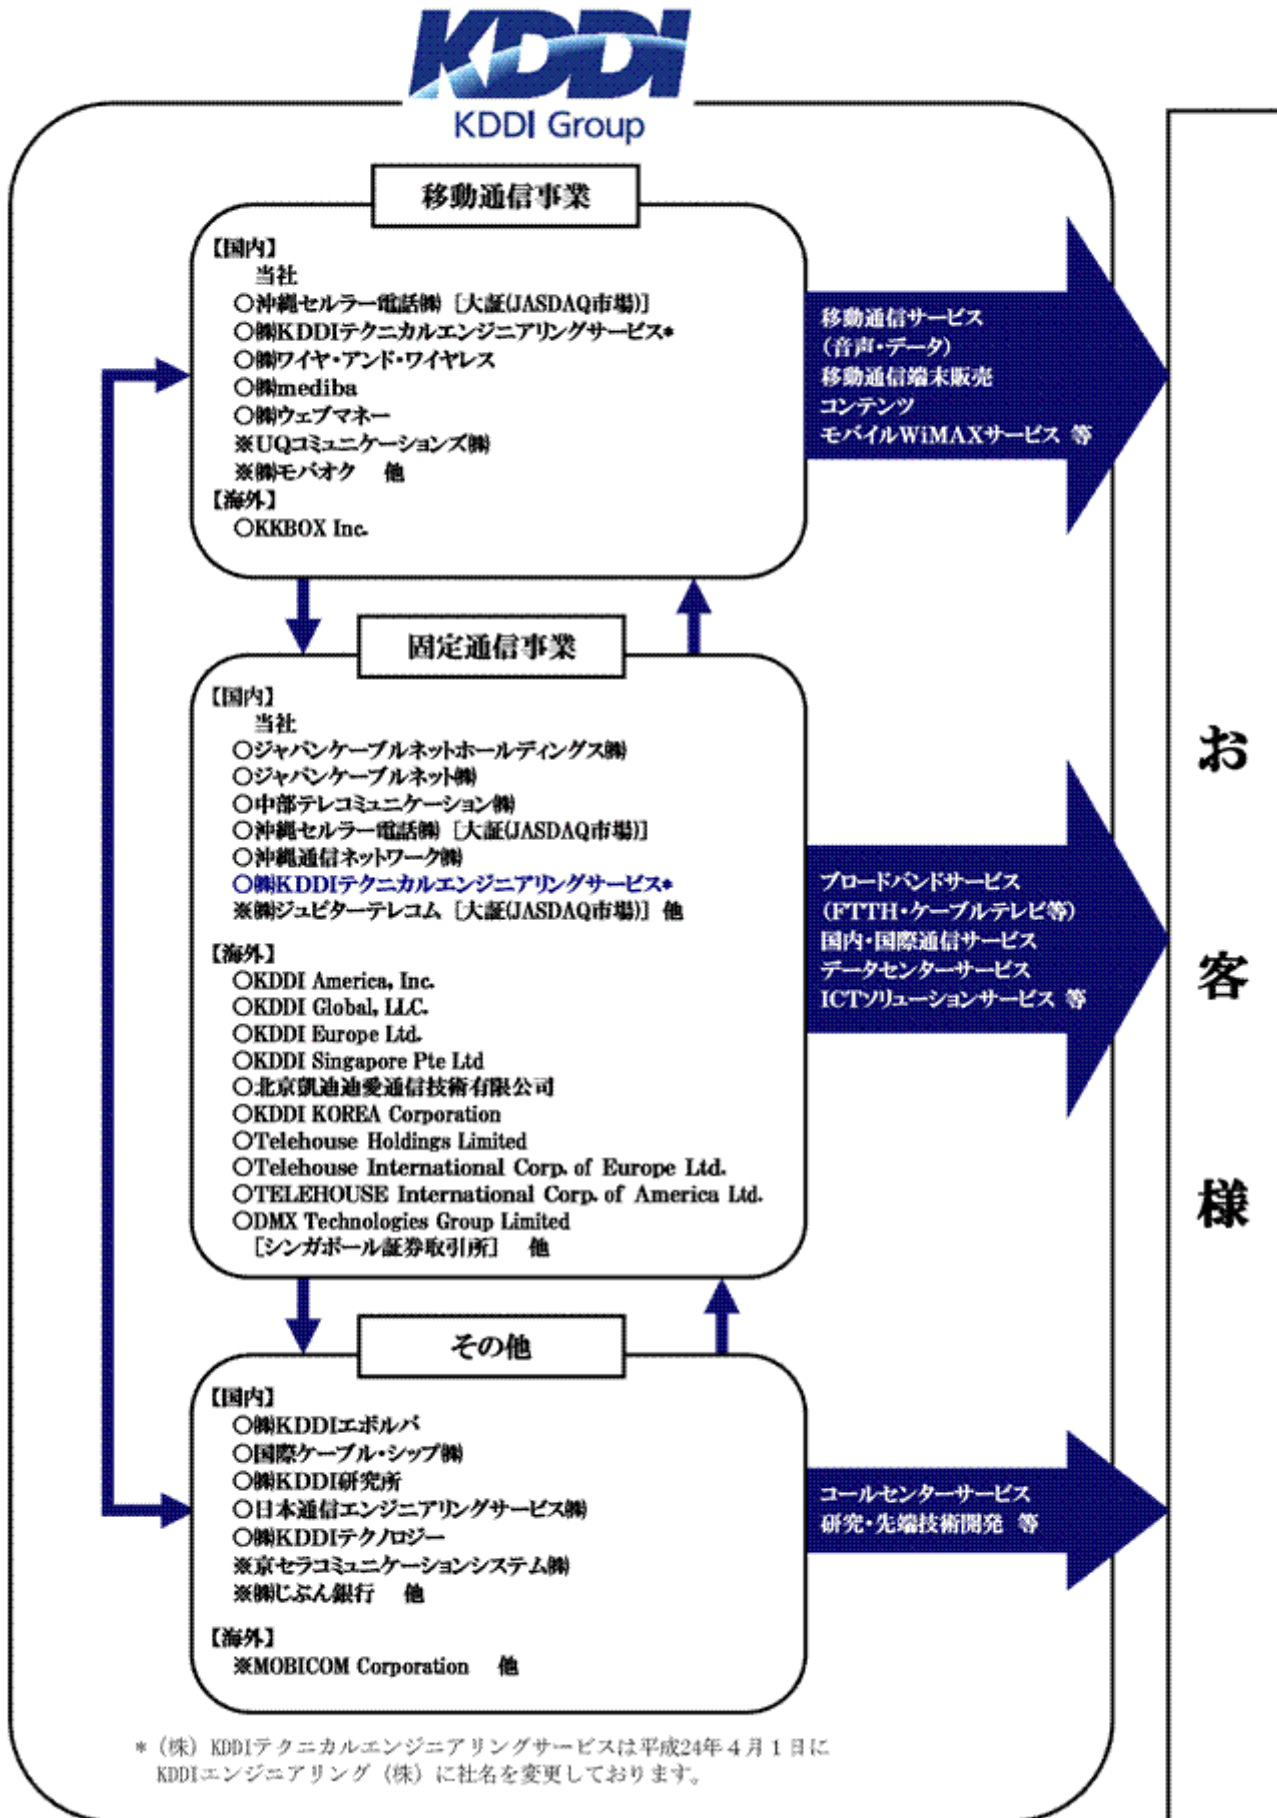 KDDI
KDDI Group
移動通信事業
【国内】
当社
○沖縄セルラー電話㈱ [大証(JASDAQ市場)]
○㈱KDDIテクニカルエンジニアリングサービス*
○㈱ワイヤ・アンド・ワイヤレス
○㈱mediba
○㈱ウェブマネー
※UQコミュニケーションズ㈱
※㈱モバオク 他
【海外】
○KKBOX Inc.
移動通信サービス
(音声・データ)
移動通信端末販売
コンテンツ
モバイルWiMAXサービス 等
固定通信事業
【国内】
当社
○ジャパンケーブルネットホールディングス㈱
○ジャパンケーブルネット㈱
○中部テレコミュニケーション㈱
○沖縄セルラー電話㈱ [大証(JASDAQ市場)]
○沖縄通信ネットワーク㈱
○㈱KDDIテクニカルエンジニアリングサービス*
※㈱ジュピターテレコム [大証(JASDAQ市場)] 他
【海外】
○KDDI America, Inc.
○KDDI Global, LLC.
○KDDI Europe Ltd.
○KDDI Singapore Pte Ltd
○北京凱迪迪愛通信技術有限公司
○KDDI KOREA Corporation
○Telehouse Holdings Limited
○Telehouse International Corp. of Europe Ltd.
○TELEHOUSE International Corp. of America Ltd.
○DMX Technologies Group Limited
[シンガポール証券取引所] 他
ブロードバンドサービス
(FTTH・ケーブルテレビ等)
国内・国際通信サービス
データセンターサービス
ICTソリューションサービス 等
その他
【国内】
○㈱KDDIエボルバ
○国際ケーブル・シップ㈱
○㈱KDDI研究所
○日本通信エンジニアリングサービス㈱
○㈱KDDIテクノロジー
※京セラコミュニケーションシステム㈱
※㈱じぶん銀行 他
【海外】
※MOBICOM Corporation 他
コールセンターサービス
研究・先端技術開発 等
お客様
*(株)KDDIテクニカルエンジニアリングサービスは平成24年4月1日に
KDDIエンジニアリング(株)に社名を変更しております。